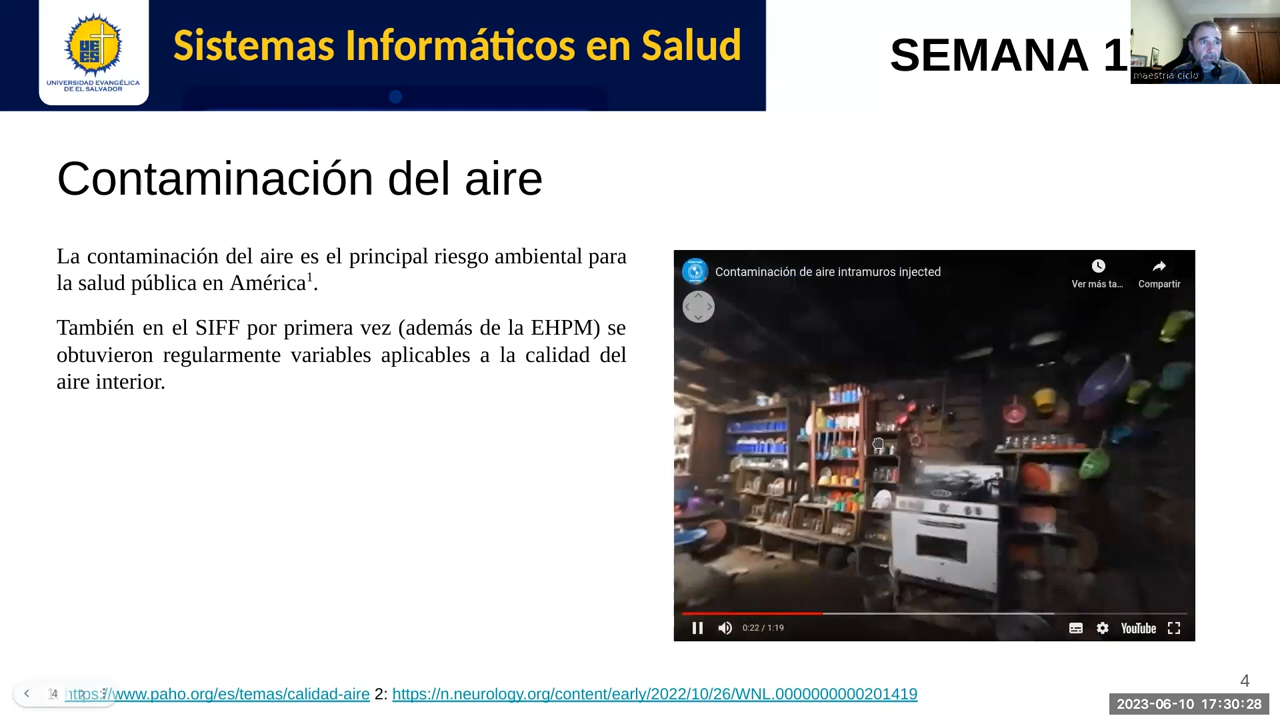 UNIVERSIDAD EVANGÉLICA
DE EL SALVADOR
Sistemas Informáticos en Salud
SEMANA 1
maestria ciclo
Contaminación del aire
La contaminación del aire es el principal riesgo ambiental para
la salud pública en América¹.
También en el SIFF por primera vez (además de la EHPM) se
obtuvieron regularmente variables aplicables a la calidad del
aire interior.
Contaminación de aire intramuros injected
Ver más ta...
Compartir
0:22 / 1:19
YouTube
1: https://www.paho.org/es/temas/calidad-aire 2: https://n.neurology.org/content/early/2022/10/26/WNL.0000000000201419
4
4
2023-06-10 17:30:28